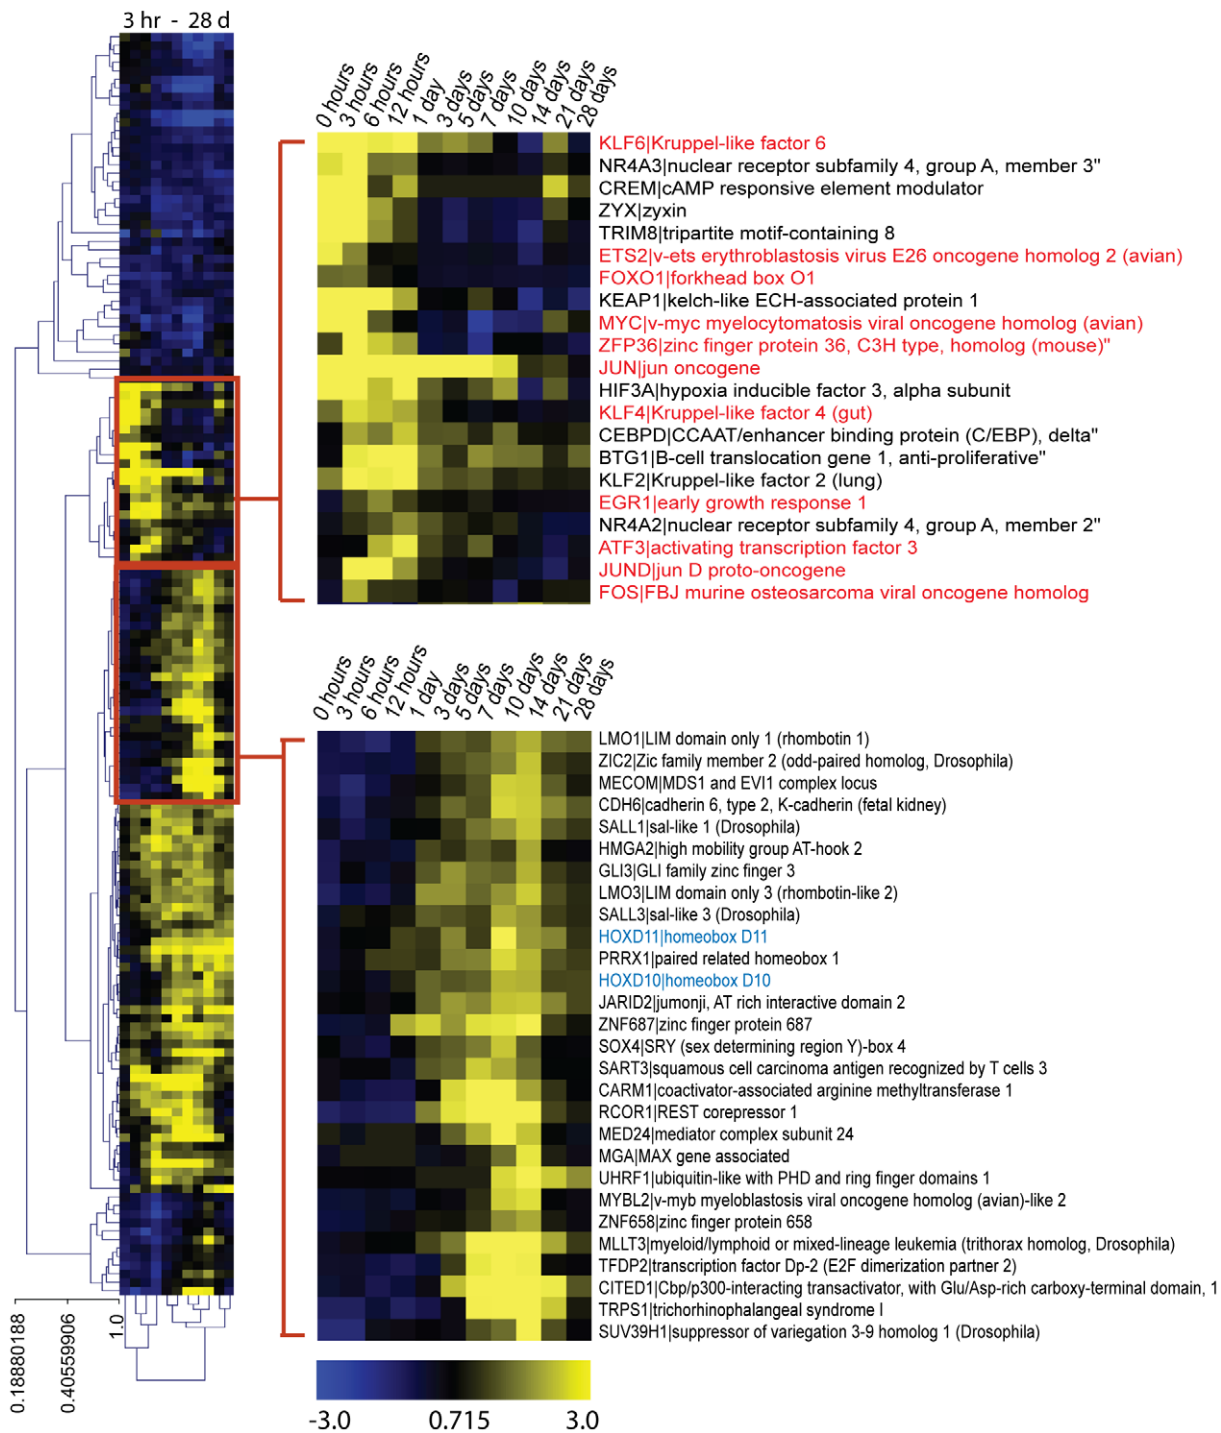 3 hr - 28 d
0 hours
3 hours
6 hours
12 hours
1 day
3 days
5 days
7 days
10 days
14 days
21 days
28 days
KLF6|Kruppel-like factor 6
NR4A3|nuclear receptor subfamily 4, group A, member 3"
CREM|cAMP responsive element modulator
ZYX|zyxin
TRIM8|tripartite motif-containing 8
ETS2|v-ets erythroblastosis virus E26 oncogene homolog 2 (avian)
FOXO1|forkhead box O1
KEAP1|kelch-like ECH-associated protein 1
MYC|v-myc myelocytomatosis viral oncogene homolog (avian)
ZFP36|zinc finger protein 36, C3H type, homolog (mouse)"
JUN|jun oncogene
HIF3A|hypoxia inducible factor 3, alpha subunit
KLF4|Kruppel-like factor 4 (gut)
CEBPD|CCAAT/enhancer binding protein (C/EBP), delta"
BTG1|B-cell translocation gene 1, anti-proliferative"
KLF2|Kruppel-like factor 2 (lung)
EGR1|early growth response 1
NR4A2|nuclear receptor subfamily 4, group A, member 2"
ATF3|activating transcription factor 3
JUND|jun D proto-oncogene
FOS|FBJ murine osteosarcoma viral oncogene homolog
0 hours
3 hours
6 hours
12 hours
1 day
3 days
5 days
7 days
10 days
14 days
21 days
28 days
LMO1|LIM domain only 1 (rhombotin 1)
ZIC2|Zic family member 2 (odd-paired homolog, Drosophila)
MECOM|MDS1 and EVI1 complex locus
CDH6|cadherin 6, type 2, K-cadherin (fetal kidney)
SALL1|sal-like 1 (Drosophila)
HMGA2|high mobility group AT-hook 2
GLI3|GLI family zinc finger 3
LMO3|LIM domain only 3 (rhombotin-like 2)
SALL3|sal-like 3 (Drosophila)
HOXD11|homeobox D11
PRRX1|paired related homeobox 1
HOXD10|homeobox D10
JARID2|jumonji, AT rich interactive domain 2
ZNF687|zinc finger protein 687
SOX4|SRY (sex determining region Y)-box 4
SART3|squamous cell carcinoma antigen recognized by T cells 3
CARM1|coactivator-associated arginine methyltransferase 1
RCOR1|REST corepressor 1
MED24|mediator complex subunit 24
MGA|MAX gene associated
UHRF1|ubiquitin-like with PHD and ring finger domains 1
MYBL2|v-myb myeloblastosis viral oncogene homolog (avian)-like 2
ZNF658|zinc finger protein 658
MLLT3|myeloid/lymphoid or mixed-lineage leukemia (trithorax homolog, Drosophila)
TFDP2|transcription factor Dp-2 (E2F dimerization partner 2)
CITED1|Cbp/p300-interacting transactivator, with Glu/Asp-rich carboxy-terminal domain, 1
TRPS1|trichorhinophalangeal syndrome I
SUV39H1|suppressor of variegation 3-9 homolog 1 (Drosophila)
0.18880188
0.40559906
1.0
-3.0
0.715
3.0